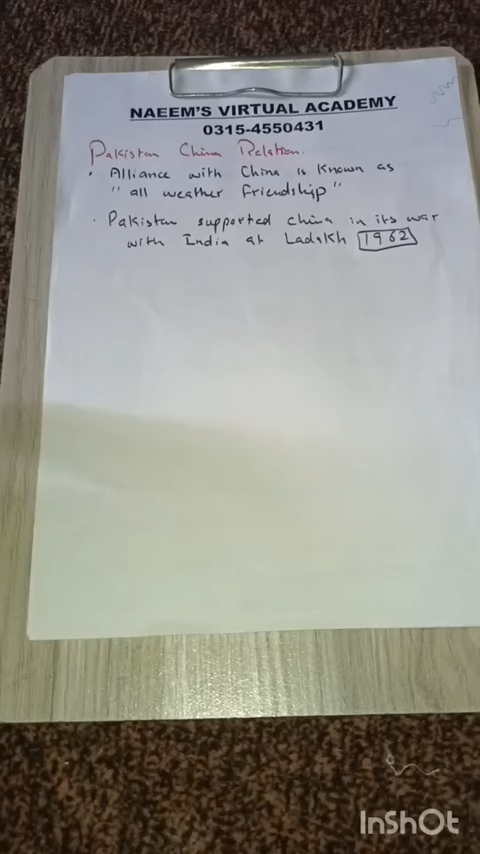 NAEEM'S VIRTUAL ACADEMY
0315-4550431
Pakistan China Relation.
• Alliance with China is Known as
" all weather friendship "
• Pakistan supported china in its war
with India at Ladakh 1962
InShOt